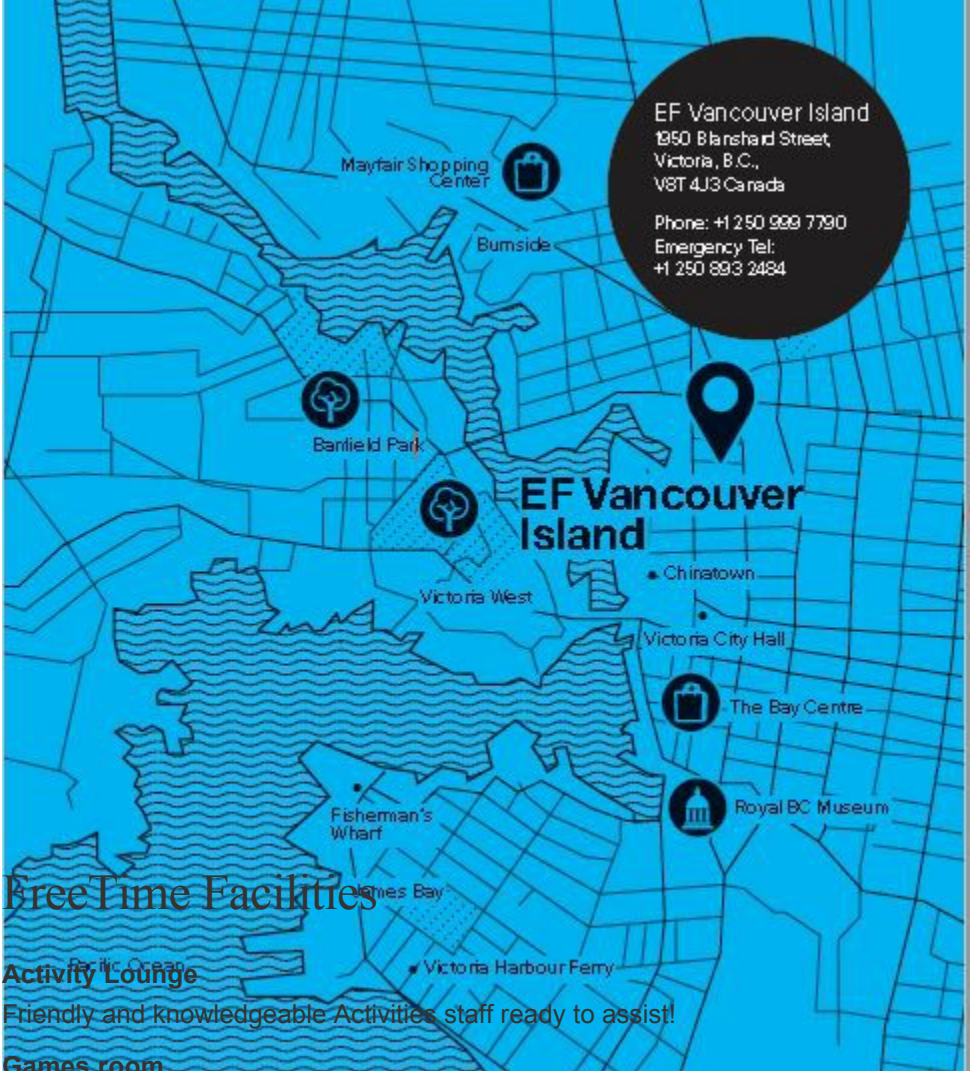 EF Vancouver Island
1950 Blanshard Street,
Victoria, B.C.,
V8T 4J3 Canada
Phone: +1 250 999 7790
Emergency Tel:
+1 250 893 2484
Mayfair Shopping
Center
Burnside
Banfield Park
EF Vancouver
Island
Victoria West
Chinatown
Victoria City Hall
The Bay Centre
Royal BC Museum
Fisherman's
Wharf
FreeTime Facilities
James Bay
Pacific Ocean
Activity Lounge
Victoria Harbour Ferry
Friendly and knowledgeable Activities staff ready to assist!
Games room